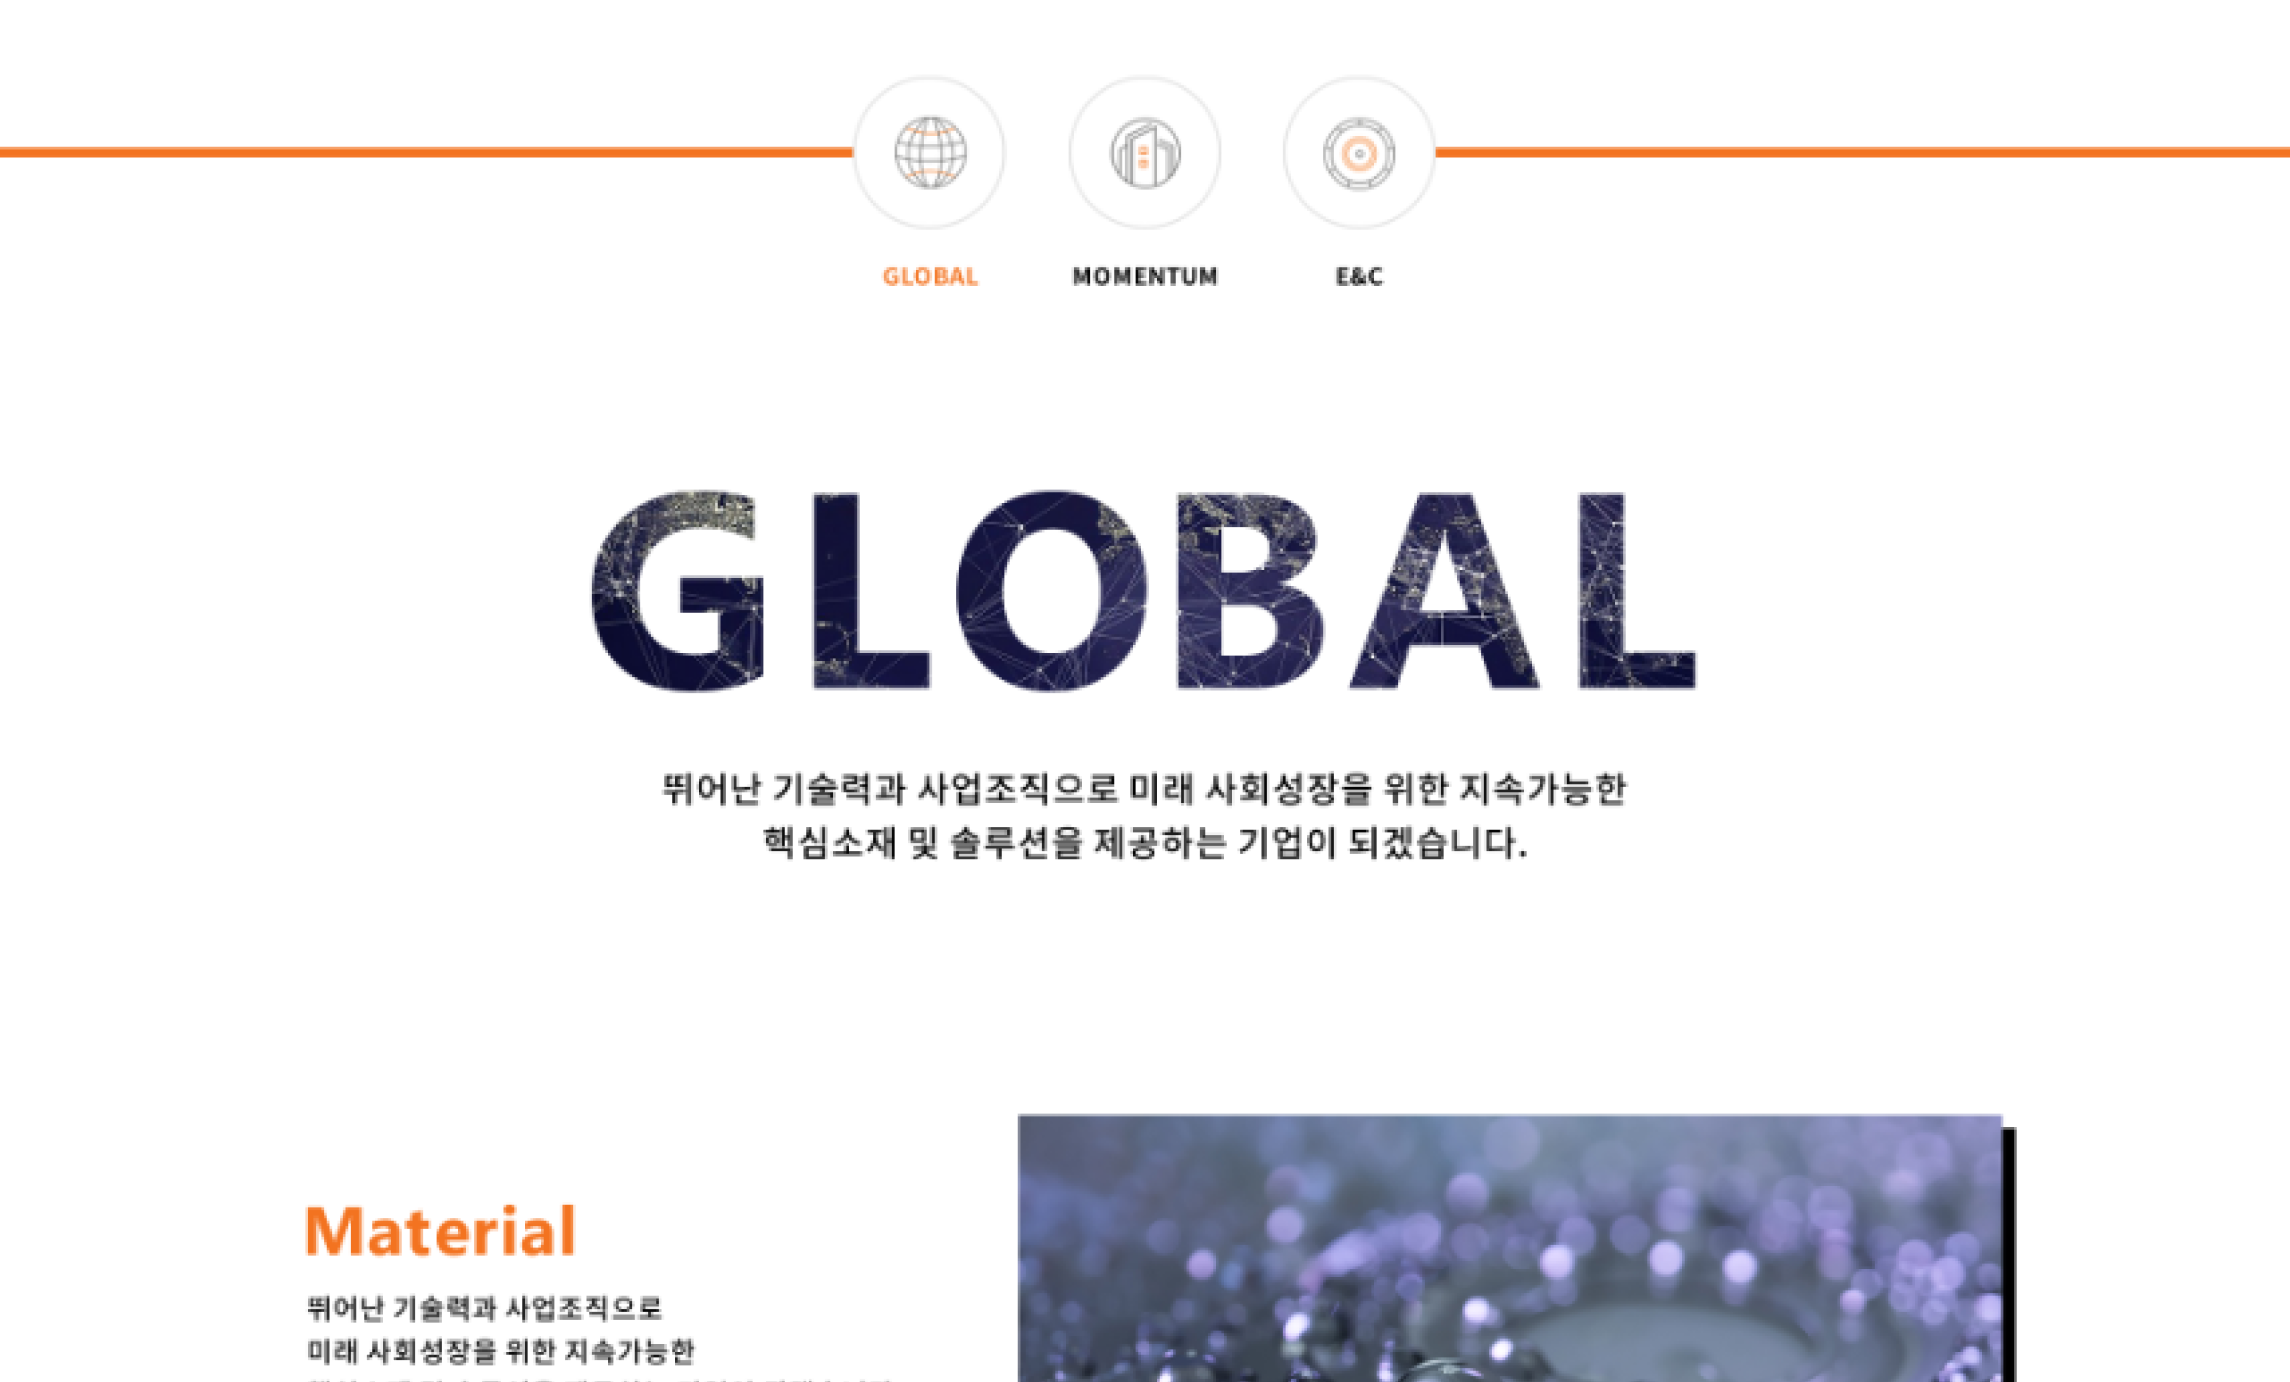 GLOBAL
MOMENTUM
E&C
GLOBAL
뛰어난 기술력과 사업조직으로 미래 사회성장을 위한 지속가능한
핵심소재 및 솔루션을 제공하는 기업이 되겠습니다.
Material
뛰어난 기술력과 사업조직으로
미래 사회성장을 위한 지속가능한